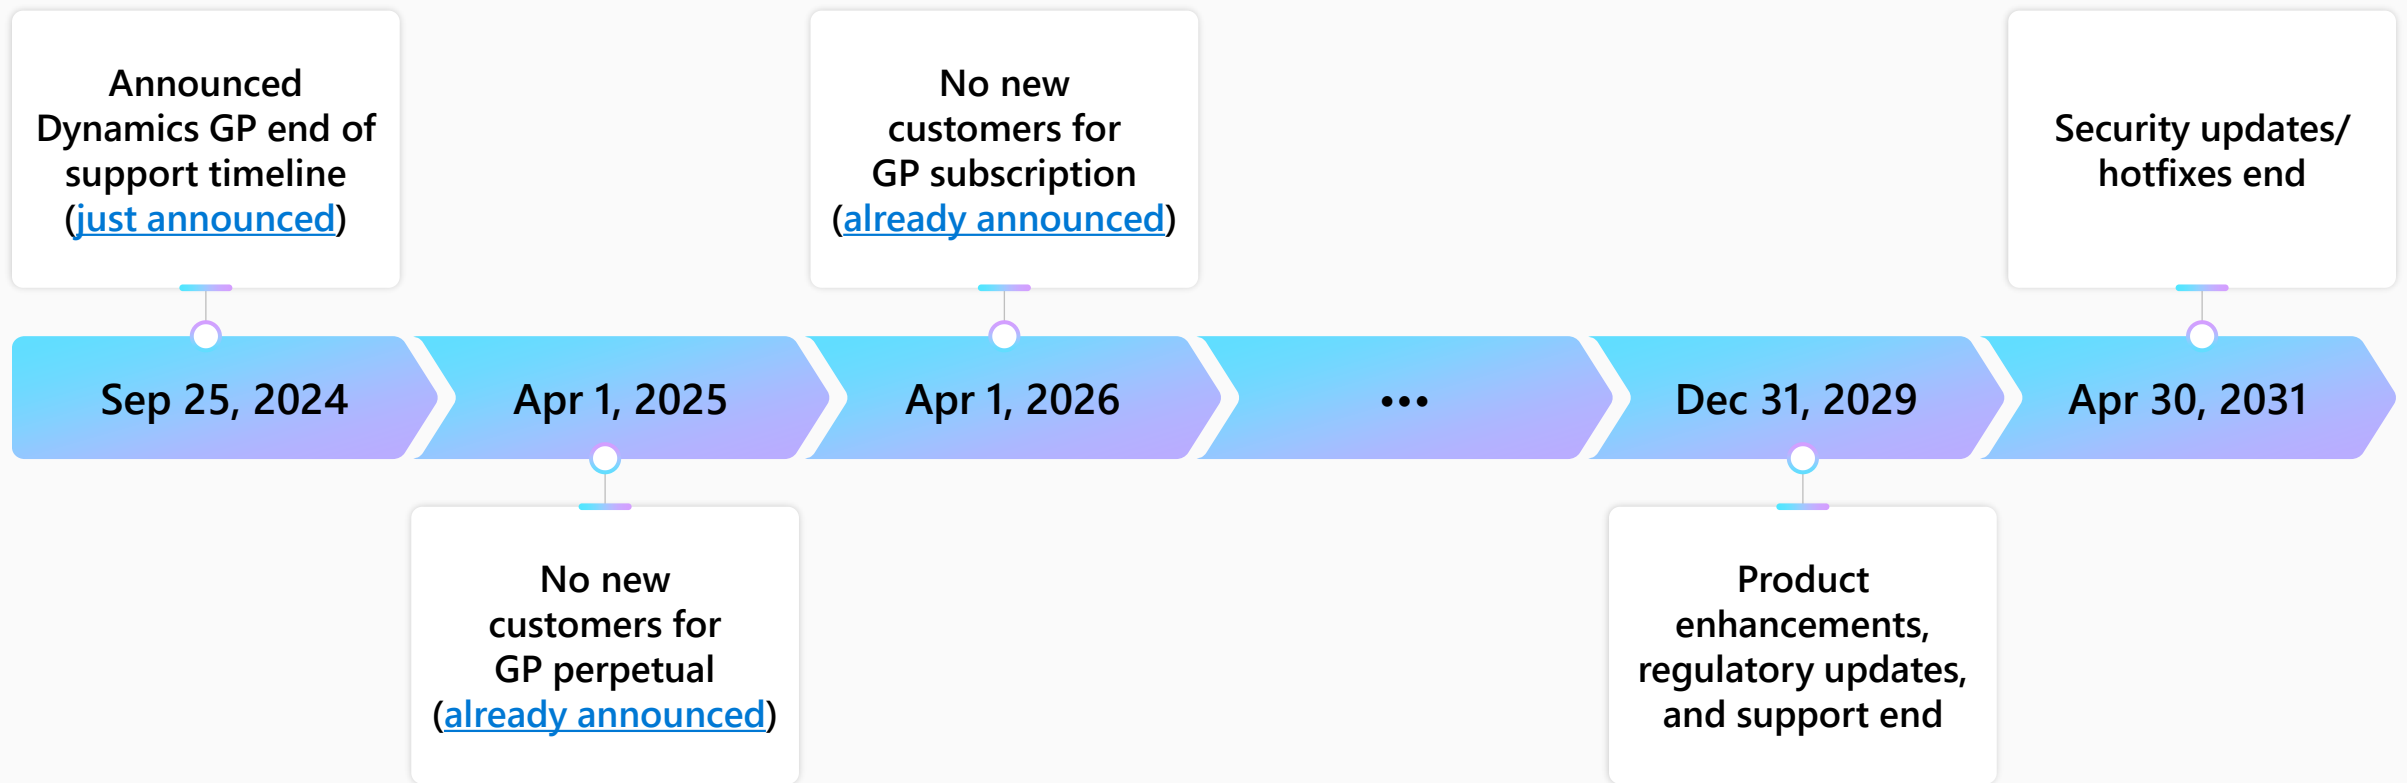 Announced
Dynamics GP end of
support timeline
(just announced)
No new
customers for
GP subscription
(already announced)
Security updates/
hotfixes end
Sep 25, 2024
Apr 1, 2025
Apr 1, 2026
•••
Dec 31, 2029
Apr 30, 2031
No new
customers for
GP perpetual
(already announced)
Product
enhancements,
regulatory updates,
and support end